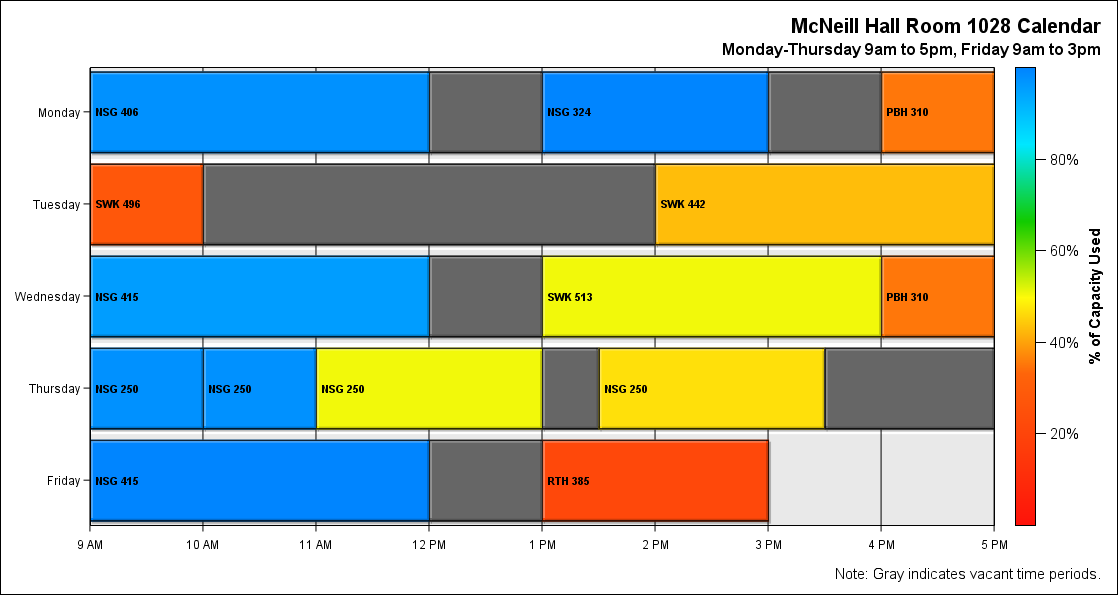 McNeill Hall Room 1028 Calendar
Monday-Thursday 9am to 5pm, Friday 9am to 3pm
Monday
NSG 406
NSG 324
PBH 310
Tuesday
SWK 496
SWK 442
Wednesday
NSG 415
SWK 513
PBH 310
Thursday
NSG 250
NSG 250
NSG 250
NSG 250
Friday
NSG 415
RTH 385
9 AM
10 AM
11 AM
12 PM
1 PM
2 PM
3 PM
4 PM
5 PM
80%
60%
40%
20%
% of Capacity Used
Note: Gray indicates vacant time periods.